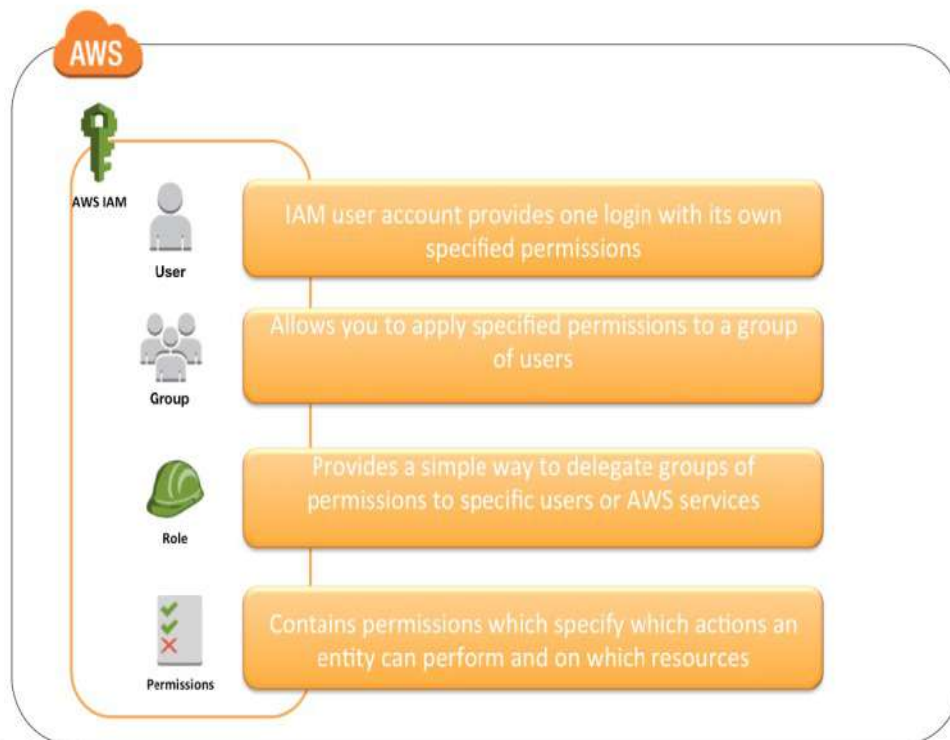 AWS
AWS IAM
IAM user account provides one login with its own
specified permissions
User
Allows you to apply specified permissions to a group
of users
Group
Provides a simple way to delegate groups of
permissions to specific users or AWS services
Role
Contains permissions which specify which actions an
entity can perform and on which resources
Permissions